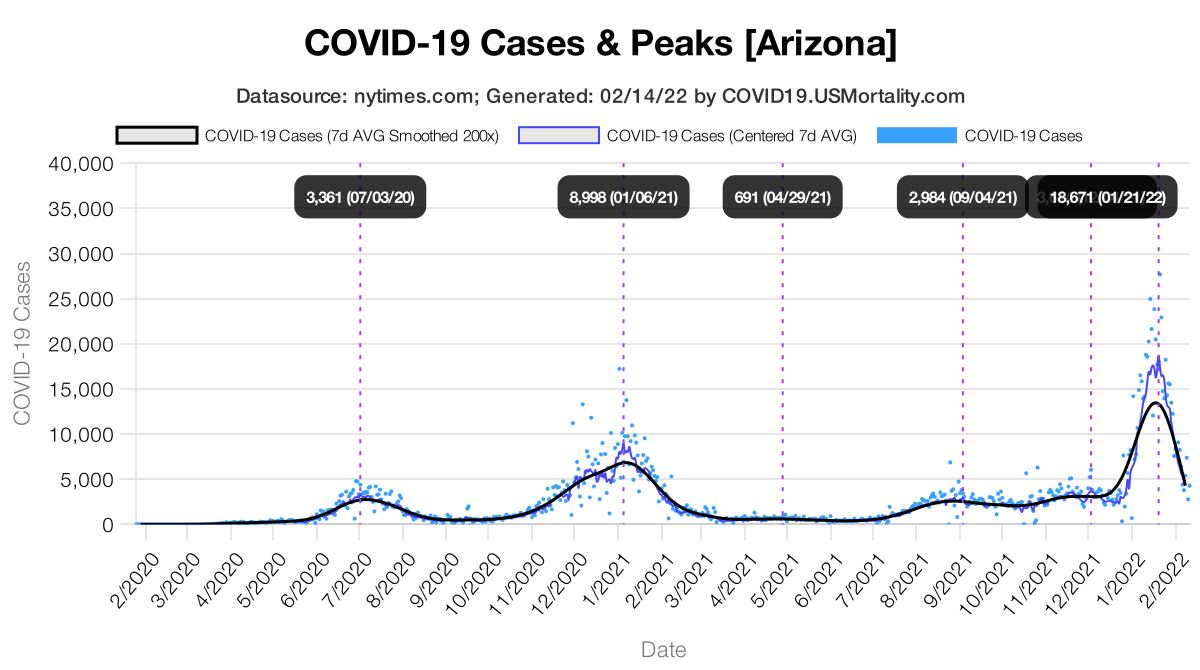 COVID-19 Cases & Peaks [Arizona]
Datasource: nytimes.com; Generated: 02/14/22 by COVID19.USMortality.com
COVID-19 Cases (7d AVG Smoothed 200x) COVID-19 Cases (Centered 7d AVG) COVID-19 Cases
40,000
3,361 (07/03/20) 8,998 (01/06/21) 691 (04/29/21) 2,984 (09/04/21) 18,671 (01/21/22)
35,000
30,000
25,000
20,000
15,000
10,000
5,000
0
COVID-19 Cases
2/2020 3/2020 4/2020 5/2020 6/2020 7/2020 8/2020 9/2020 10/2020 11/2020 12/2020 1/2021 2/2021 3/2021 4/2021 5/2021 6/2021 7/2021 8/2021 9/2021 10/2021 11/2021 12/2021 1/2022 2/2022
Date